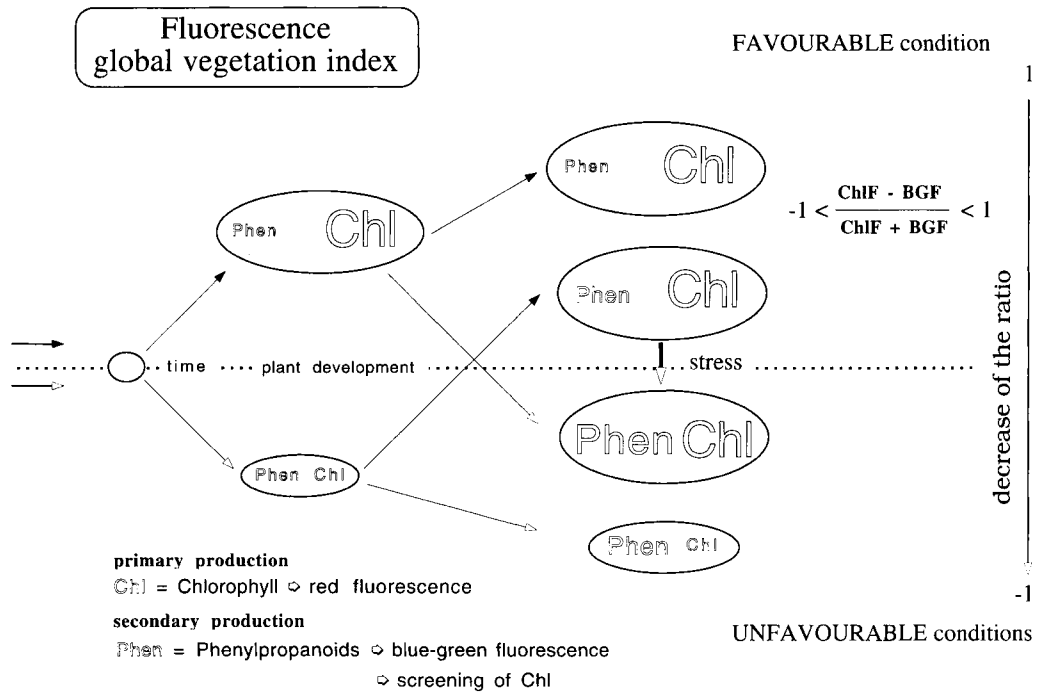 Fluorescence
global vegetation index
FAVOURABLE condition
1
Phen Chl
Phen Chl
-1 < ChlF - BGF / ChlF + BGF < 1
Phen Chl
time plant development stress
Phen Chl
Phen Chl
Phen Chl
decrease of the ratio
primary production
Chl = Chlorophyll ➩ red fluorescence
-1
secondary production
UNFAVOURABLE conditions
Phen = Phenylpropanoids ➩ blue-green fluorescence
➩ screening of Chl